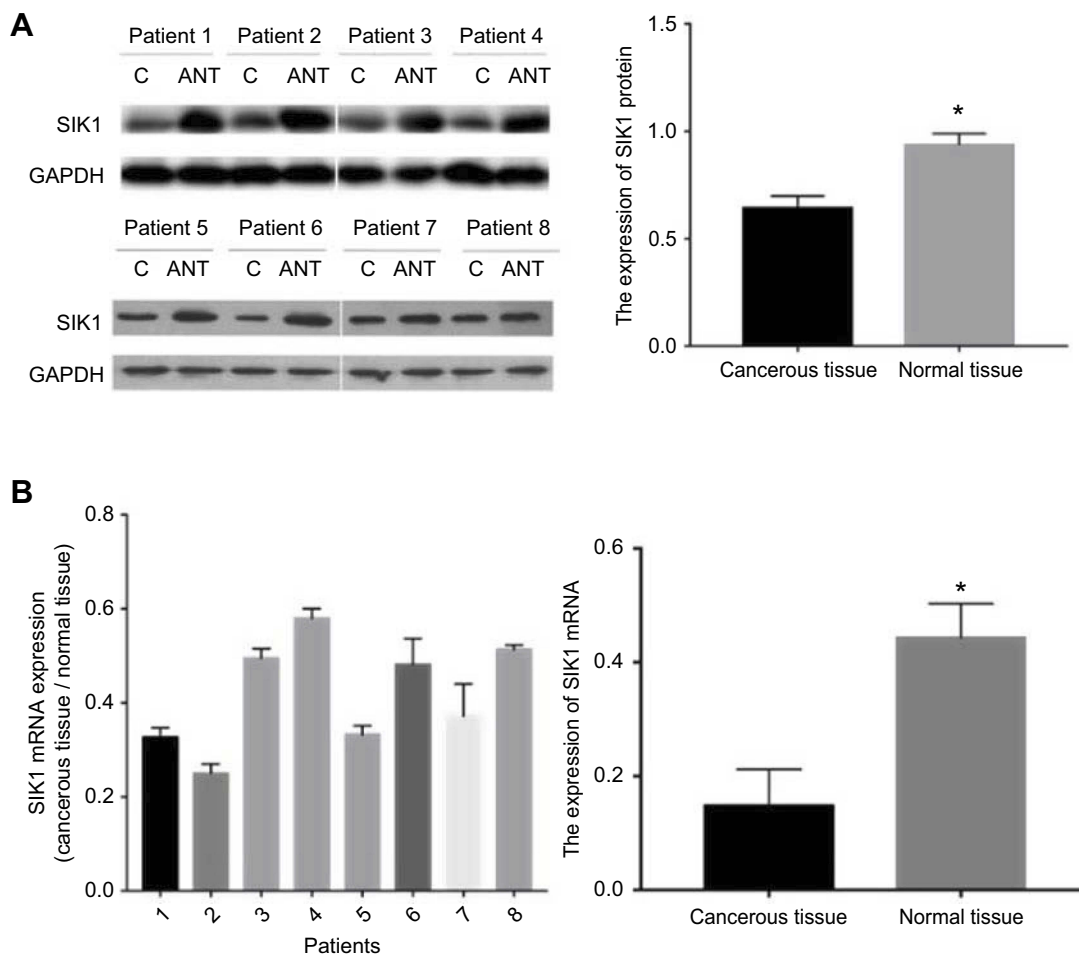 A
Patient 1 Patient 2 Patient 3 Patient 4
C ANT C ANT C ANT C ANT
SIK1
GAPDH
Patient 5 Patient 6 Patient 7 Patient 8
C ANT C ANT C ANT C ANT
SIK1
GAPDH
The expression of SIK1 protein
1.5
1.0
0.5
0.0
*
Cancerous tissue Normal tissue
B
SIK1 mRNA expression
(cancerous tissue / normal tissue)
0.8
0.6
0.4
0.2
0.0
1 2 3 4 5 6 7 8
Patients
The expression of SIK1 mRNA
0.6
0.4
0.2
0.0
*
Cancerous tissue Normal tissue